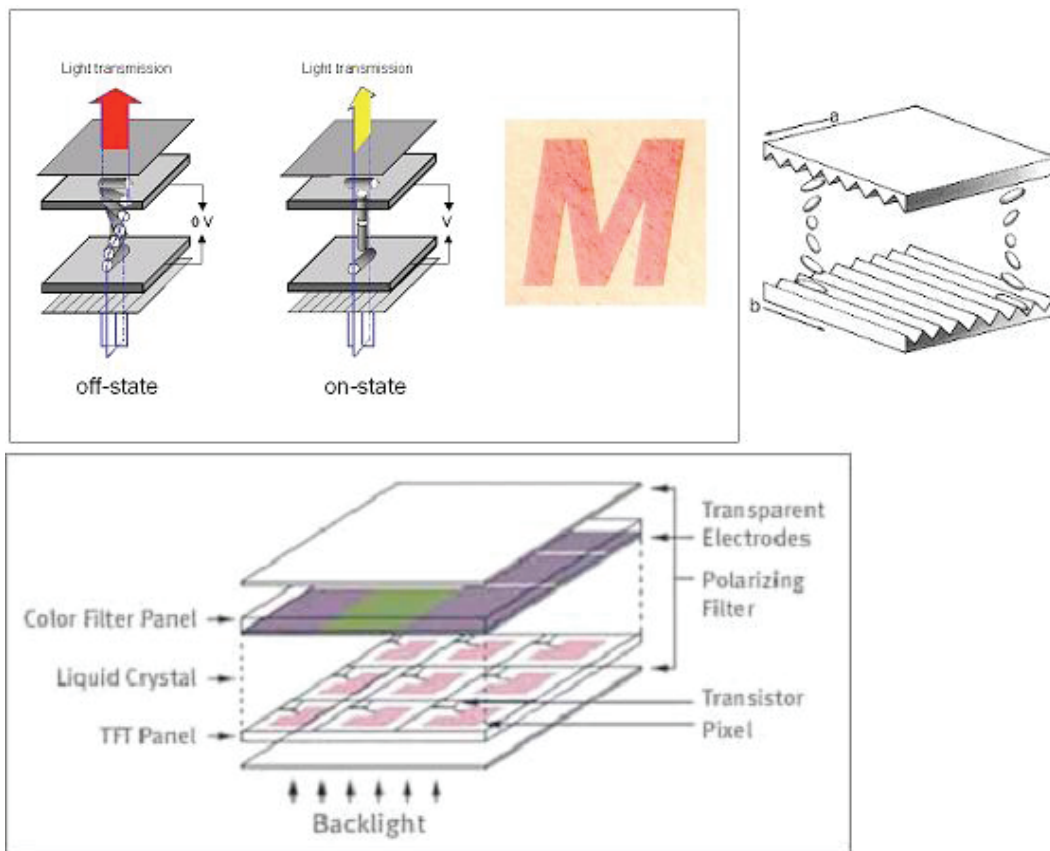 Light transmission
Light transmission
0 V
V
off-state
on-state
M
a
b
Transparent
Electrodes
Polarizing
Filter
Color Filter Panel
Liquid Crystal
Transistor
Pixel
TFT Panel
Backlight